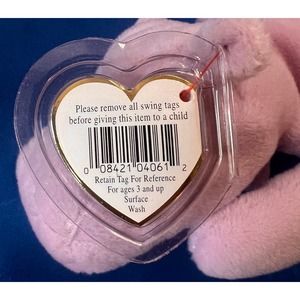 Please remove all swing tags
before giving this item to a child
0 08421 04061 2
Retain Tag For Reference
For ages 3 and up
Surface
Wash